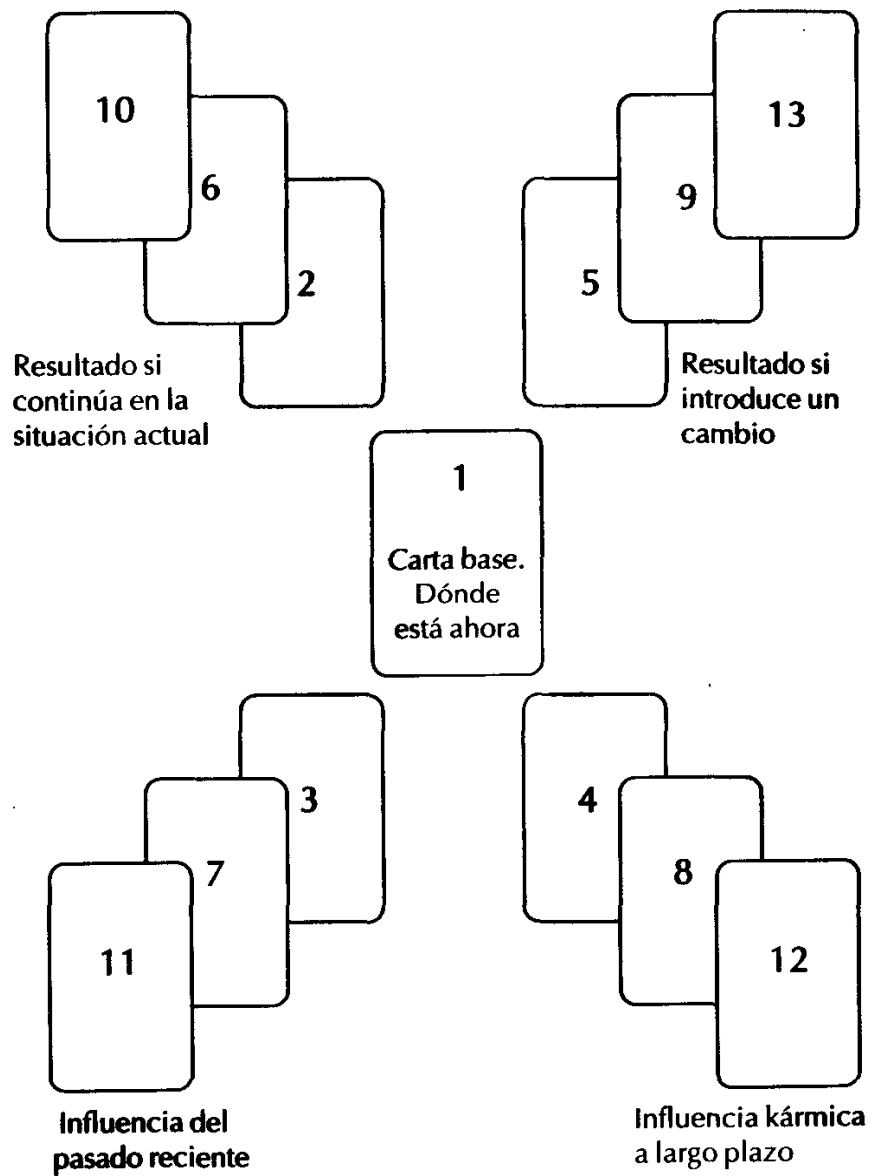 10
13
6
9
2
5
Resultado si
continúa en la
situación actual
Resultado si
introduce un
cambio
1
Carta base.
Dónde
está ahora
3
4
7
8
11
12
Influencia del
pasado reciente
Influencia kármica
a largo plazo